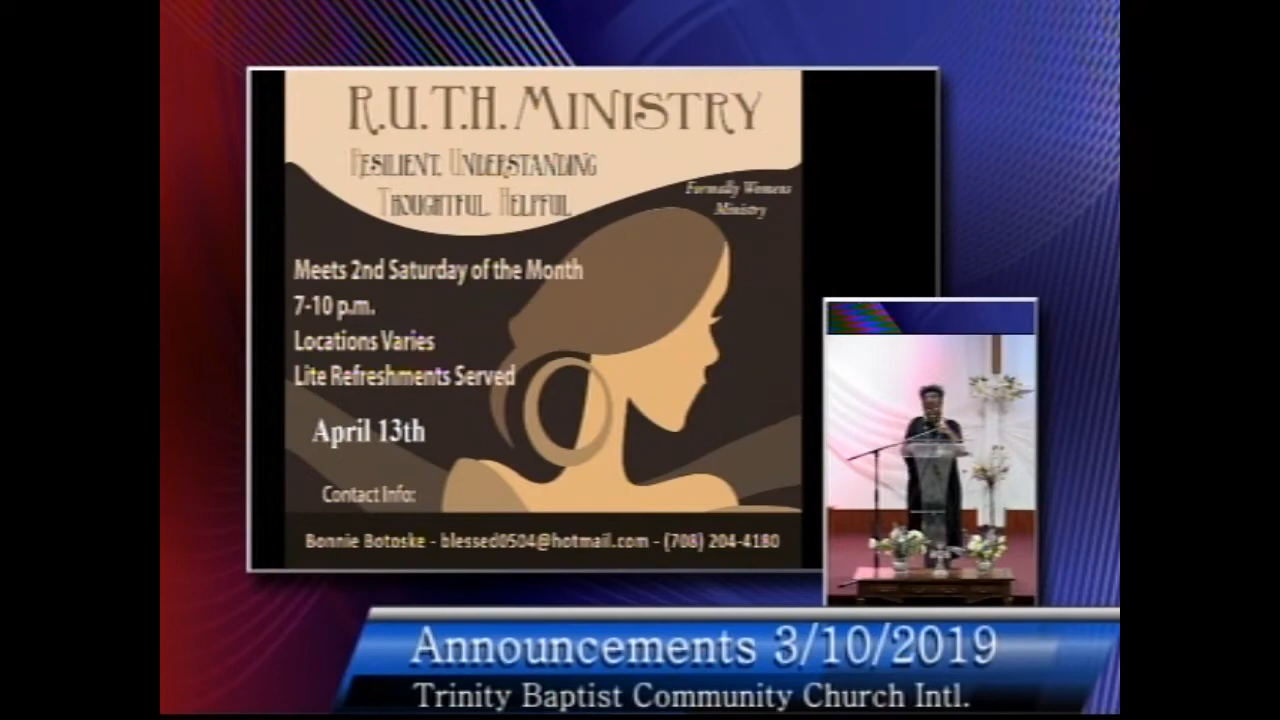 R.U.T.H. MINISTRY
RESILIENT, UNDERSTANDING
THOUGHTFUL, HELPFUL
Formally Womens
Ministry
Meets 2nd Saturday of the Month
7-10 p.m.
Locations Varies
Lite Refreshments Served
April 13th
Contact Info:
Bonnie Botoske - blessed0504@hotmail.com - (708) 204-4180
Announcements 3/10/2019
Trinity Baptist Community Church Intl.